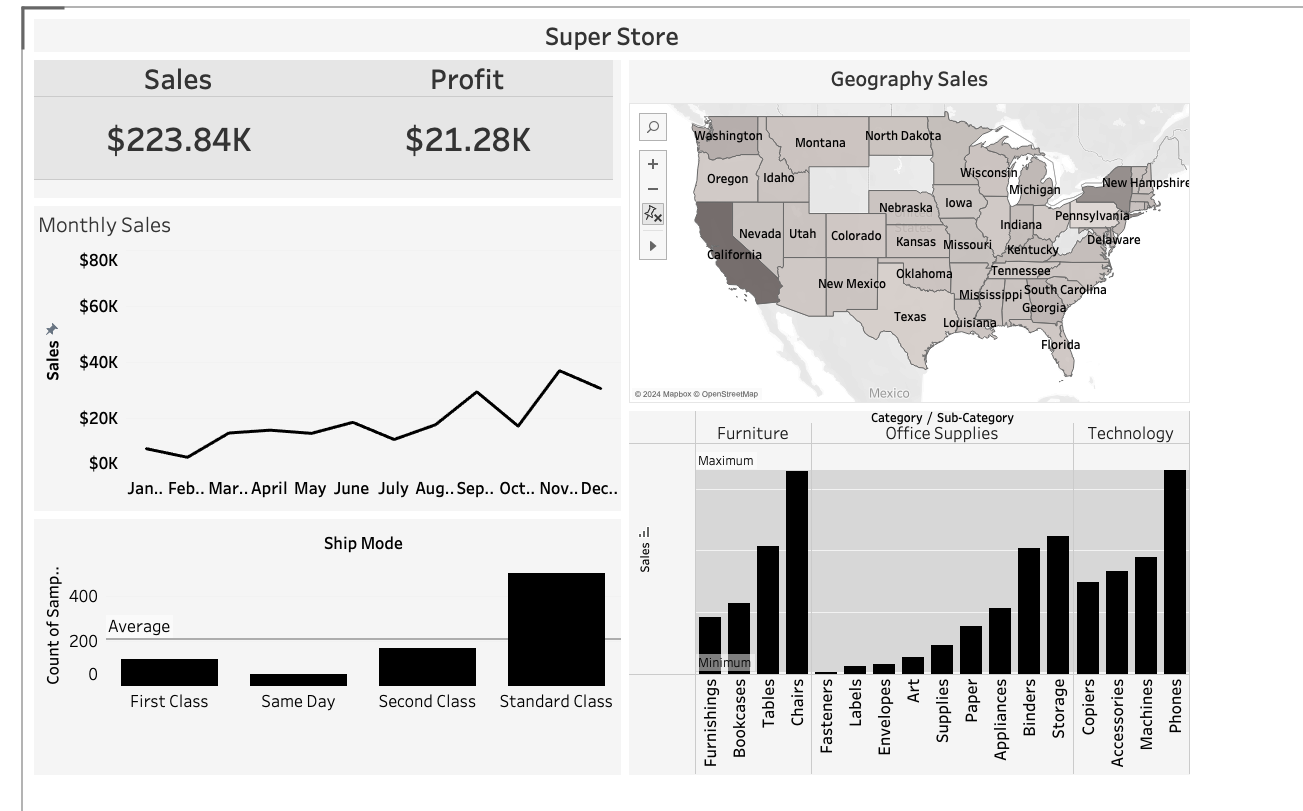 Super Store
Sales Profit
$223.84K $21.28K
Monthly Sales
Sales
$80K
$60K
$40K
$20K
$0K
Jan.. Feb.. Mar.. April May June July Aug.. Sep.. Oct.. Nov.. Dec..
Ship Mode
Count of Samp..
400
200
0
Average
First Class Same Day Second Class Standard Class
Geography Sales
Washington
Montana
North Dakota
Oregon
Idaho
Wisconsin
Michigan
New Hampshire
Nebraska
Iowa
Pennsylvania
Nevada
Utah
Colorado
Kansas
Missouri
Indiana
Kentucky
Delaware
California
States
New Mexico
Oklahoma
Tennessee
Texas
Mississippi
South Carolina
Georgia
Louisiana
Florida
Mexico
© 2024 Mapbox © OpenStreetMap
Category / Sub-Category
Furniture Office Supplies Technology
Sales
Maximum
Minimum
Furnishings
Bookcases
Tables
Chairs
Fasteners
Labels
Envelopes
Art
Supplies
Paper
Appliances
Binders
Storage
Copiers
Accessories
Machines
Phones